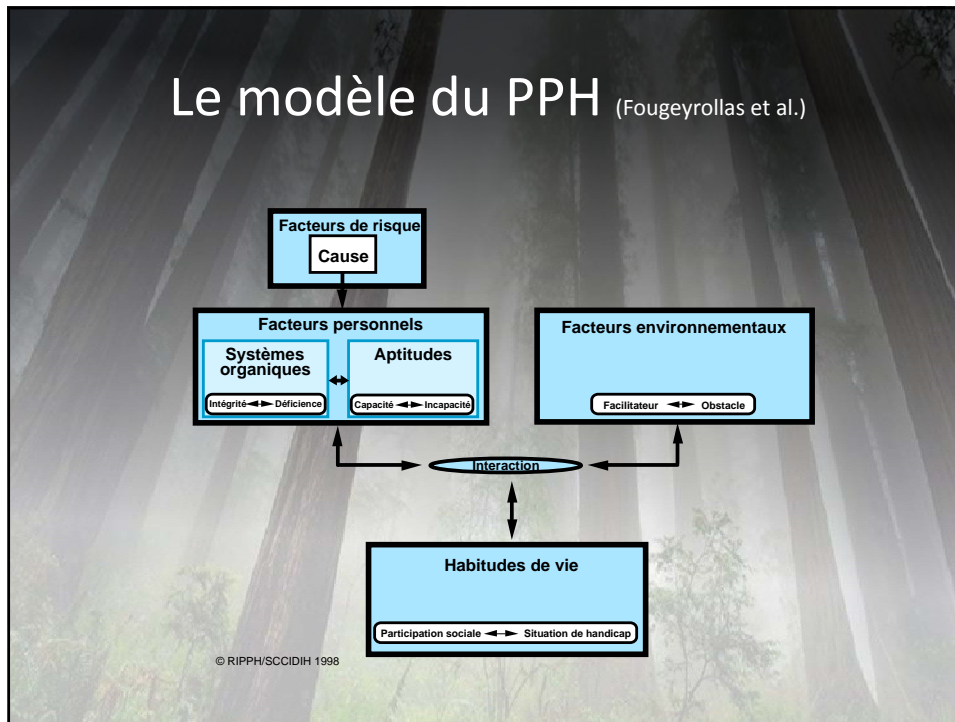 Le modèle du PPH (Fougeyrollas et al.)
Facteurs de risque
Cause
Facteurs personnels
Systèmes
organiques
Intégrité Déficience
Aptitudes
Capacité Incapacité
Facteurs environnementaux
Facilitateur Obstacle
Interaction
Habitudes de vie
Participation sociale Situation de handicap
© RIPPH/SCCIDIH 1998